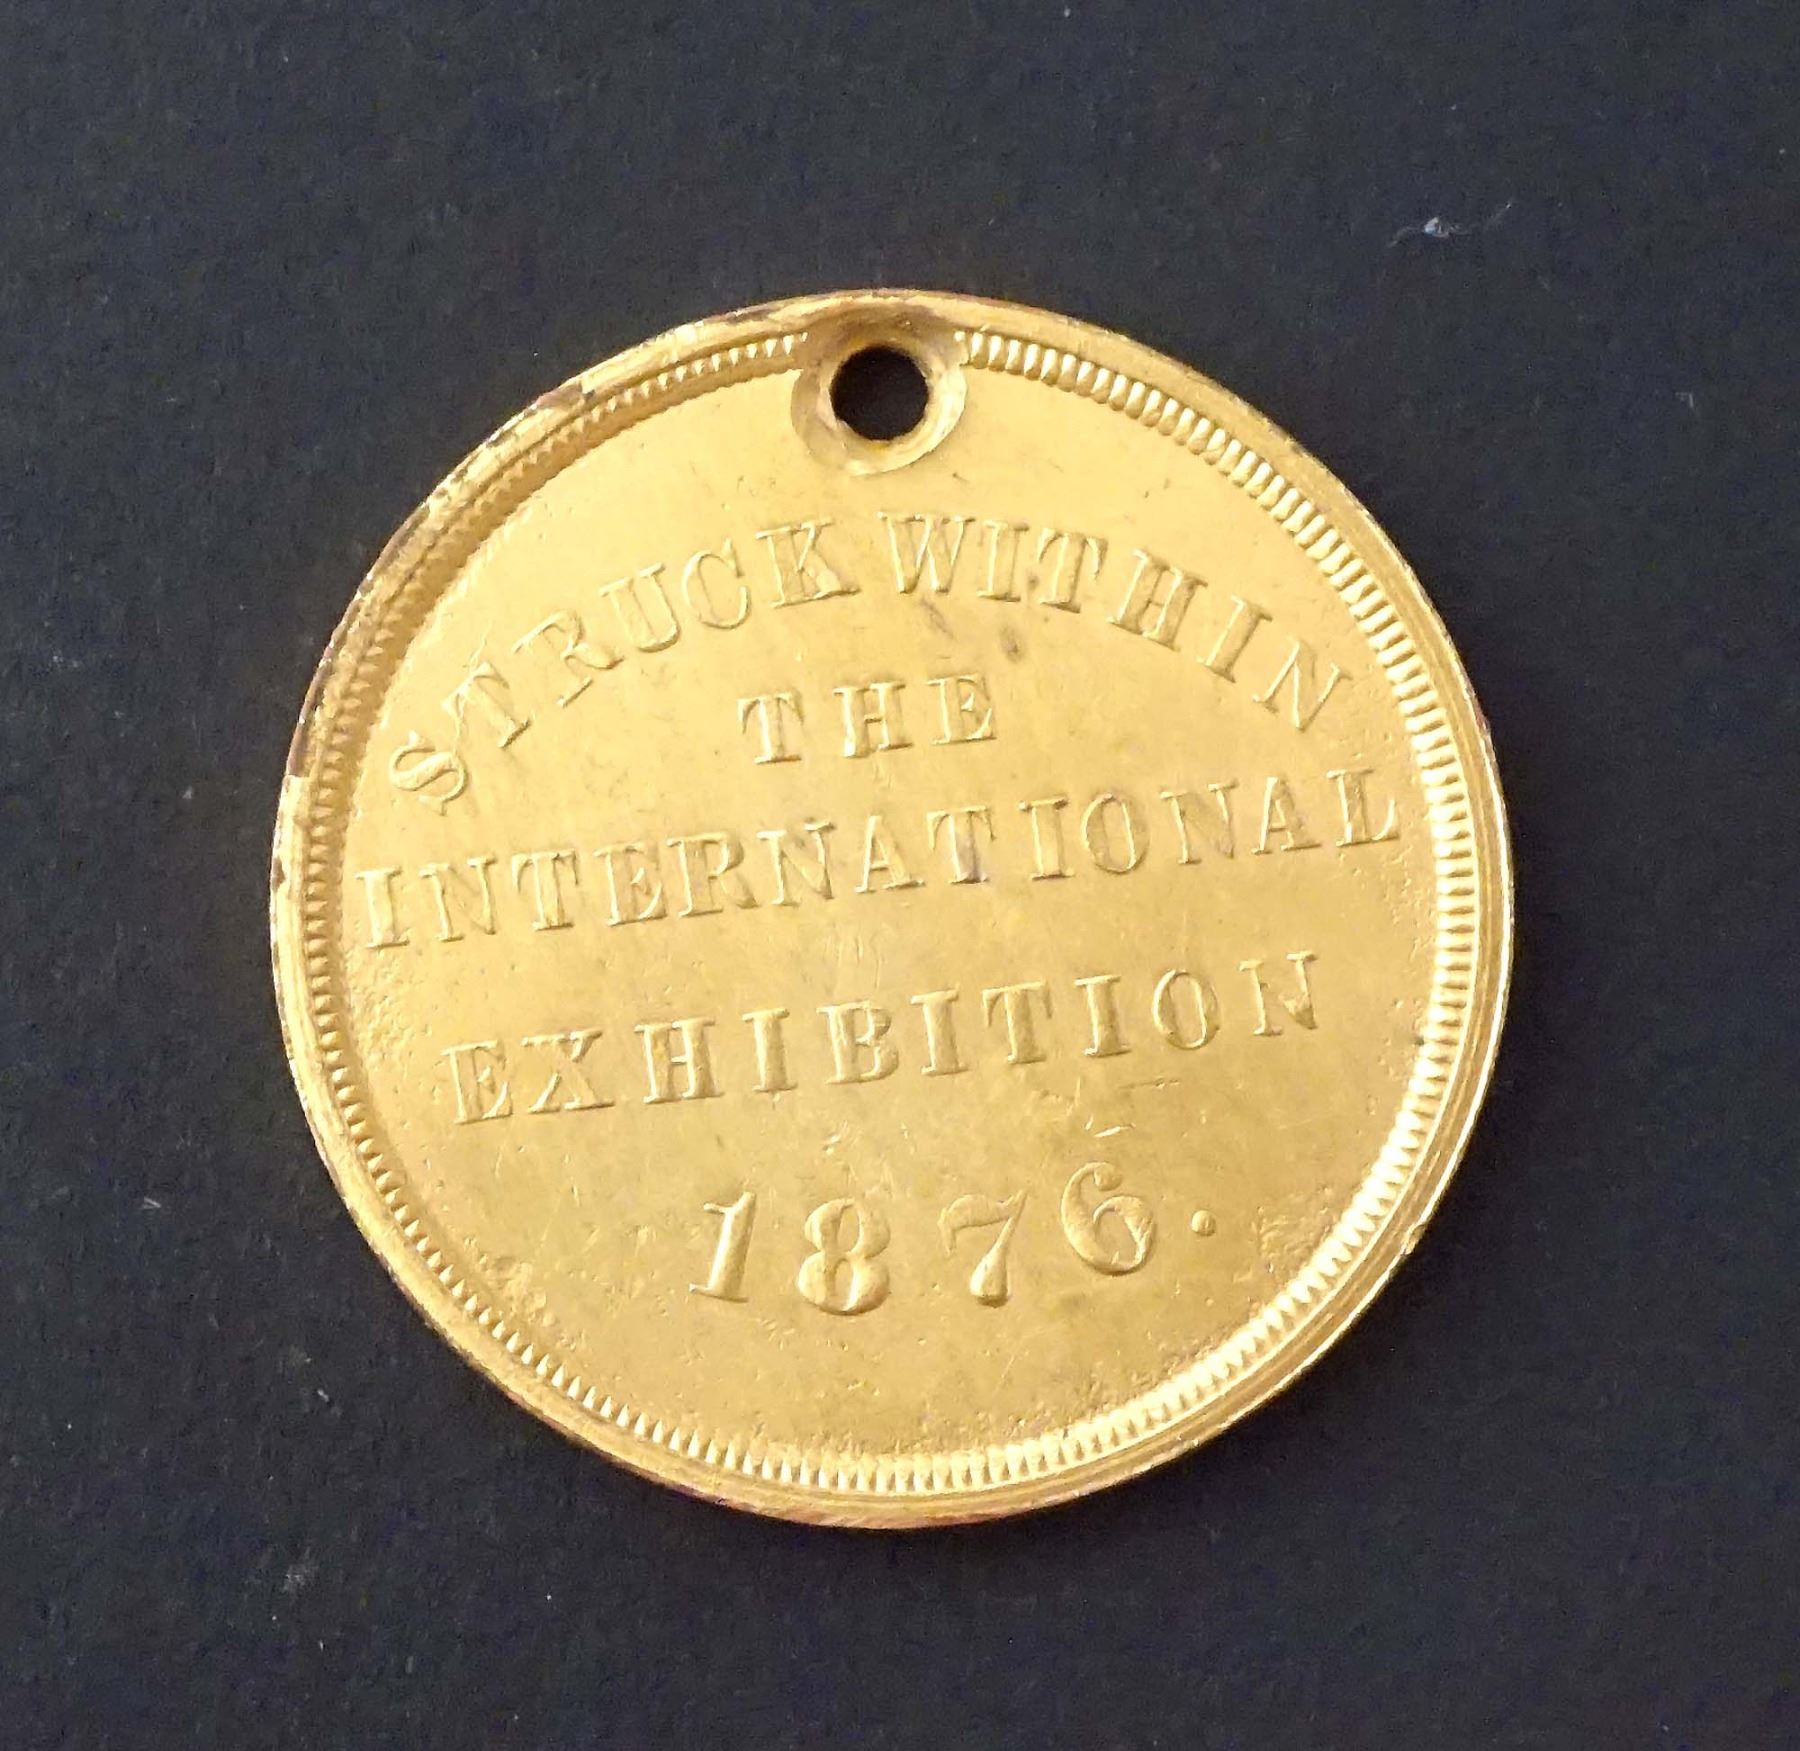 STRUCK WITHIN
THE
INTERNATIONAL
EXHIBITION
1876.